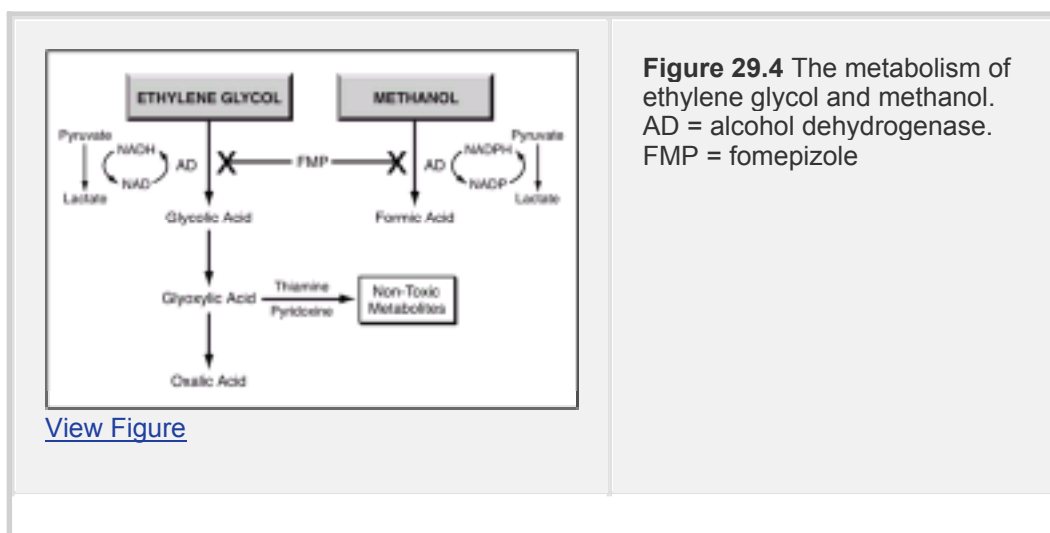 ETHYLENE GLYCOL
METHANOL
Pyruvate
NADH
AD
NAD
Lactate
FMP
AD
NADPH
NADP
Pyruvate
Lactate
Glycolic Acid
Formic Acid
Glyoxylic Acid
Thiamine
Pyridoxine
Non-Toxic
Metabolites
Oxalic Acid
View Figure
Figure 29.4 The metabolism of
ethylene glycol and methanol.
AD = alcohol dehydrogenase.
FMP = fomepizole